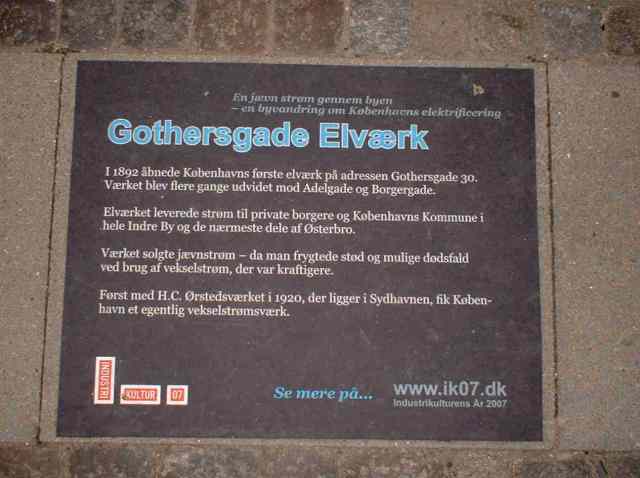 En jævn strøm gennem byen
– en byvandring om Københavns elektrificering
Gothersgade Elværk
I 1892 åbnede Københavns første elværk på adressen Gothersgade 30.
Værket blev flere gange udvidet mod Adelgade og Borgergade.
Elværket leverede strøm til private borgere og Københavns Kommune i
hele Indre By og de nærmeste dele af Østerbro.
Værket solgte jævnstrøm – da man frygtede stød og mulige dødsfald
ved brug af vekselstrøm, der var kraftigere.
Først med H.C. Ørstedsværket i 1920, der ligger i Sydhavnen, fik Køben-
havn et egentlig vekselstrømsværk.
INDUSTRI
KULTUR 07
Se mere på...
www.ik07.dk
Industrikulturens År 2007